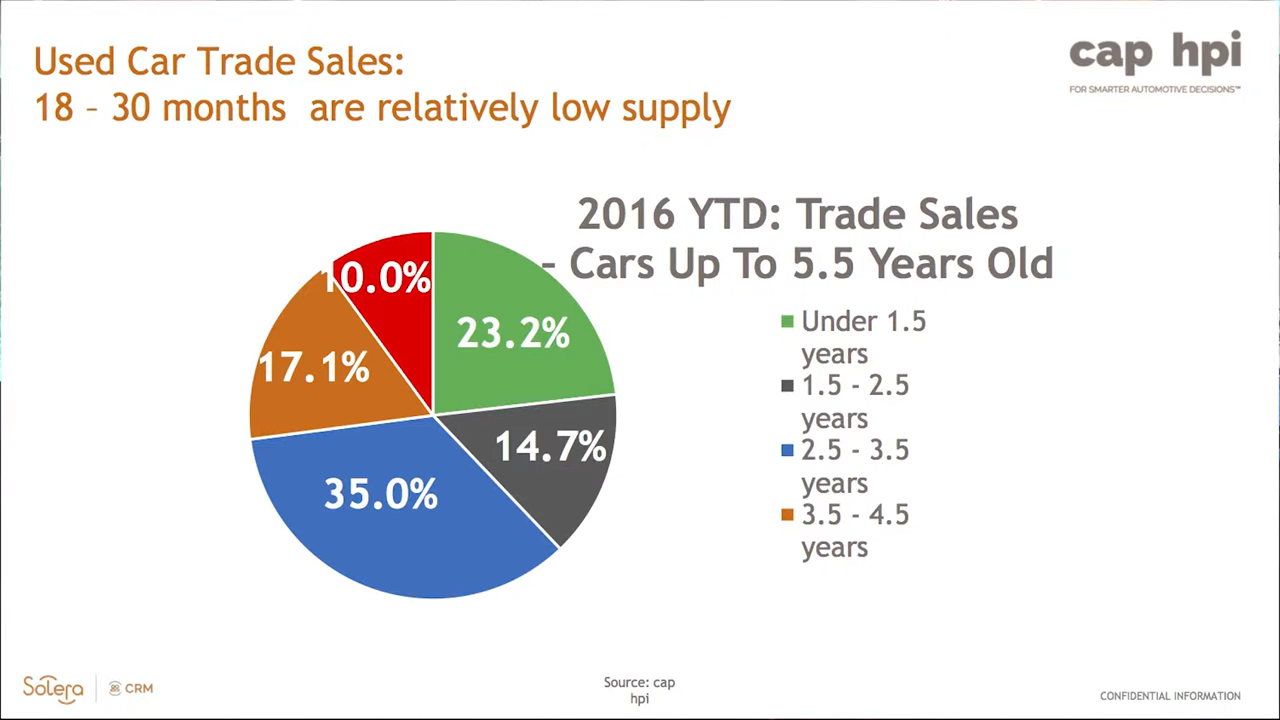 Used Car Trade Sales:
18 – 30 months are relatively low supply
cap hpi
FOR SMARTER AUTOMOTIVE DECISIONS™
2016 YTD: Trade Sales
- Cars Up To 5.5 Years Old
10.0%
23.2%
17.1%
14.7%
35.0%
Under 1.5
years
1.5 - 2.5
years
2.5 - 3.5
years
3.5 - 4.5
years
Solera
CRM
Source: cap
hpi
CONFIDENTIAL INFORMATION